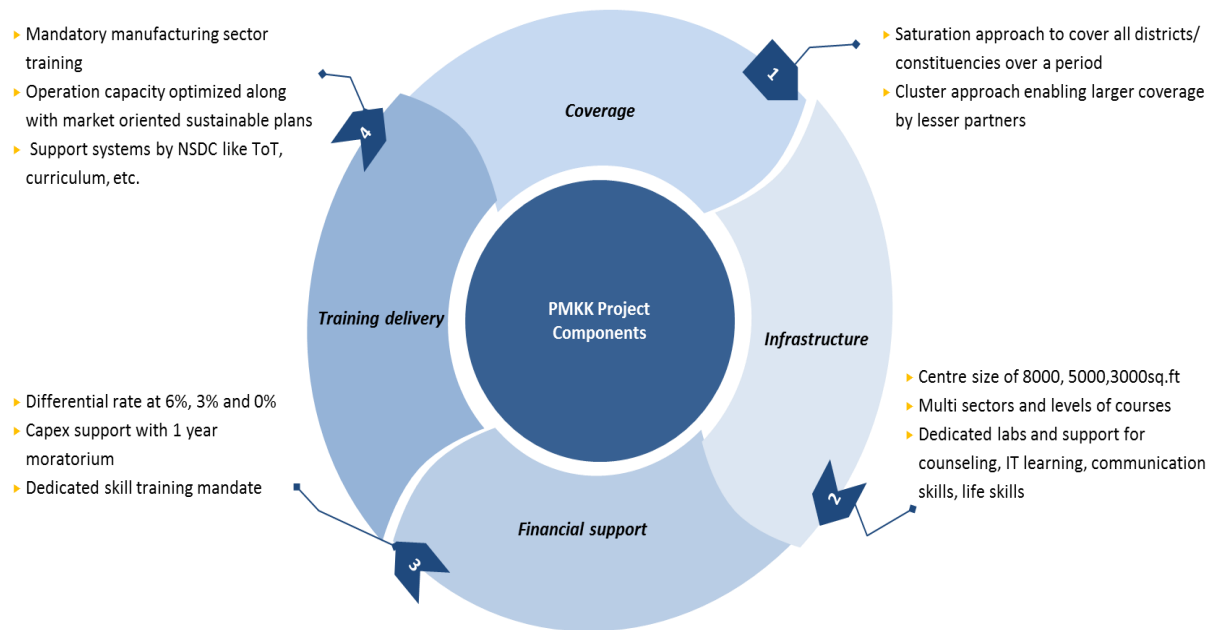 Coverage
1
Saturation approach to cover all districts/
constituencies over a period
Cluster approach enabling larger coverage
by lesser partners
Infrastructure
2
Centre size of 8000, 5000,3000sq.ft
Multi sectors and levels of courses
Dedicated labs and support for
counseling, IT learning, communication
skills, life skills
Financial support
3
Differential rate at 6%, 3% and 0%
Capex support with 1 year
moratorium
Dedicated skill training mandate
Training delivery
4
Mandatory manufacturing sector
training
Operation capacity optimized along
with market oriented sustainable plans
Support systems by NSDC like ToT,
curriculum, etc.
PMKK Project
Components